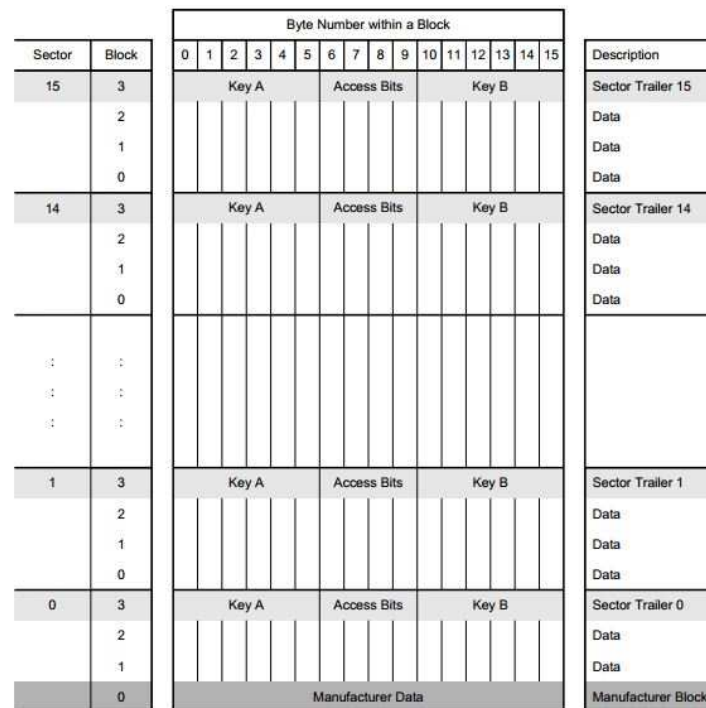 Byte Number within a Block
Sector Block 0 1 2 3 4 5 6 7 8 9 10 11 12 13 14 15 Description
15 3 Key A Access Bits Key B Sector Trailer 15
2 Data
1 Data
0 Data
14 3 Key A Access Bits Key B Sector Trailer 14
2 Data
1 Data
0 Data
: :
: :
: :
1 3 Key A Access Bits Key B Sector Trailer 1
2 Data
1 Data
0 Data
0 3 Key A Access Bits Key B Sector Trailer 0
2 Data
1 Data
0 Manufacturer Data Manufacturer Block